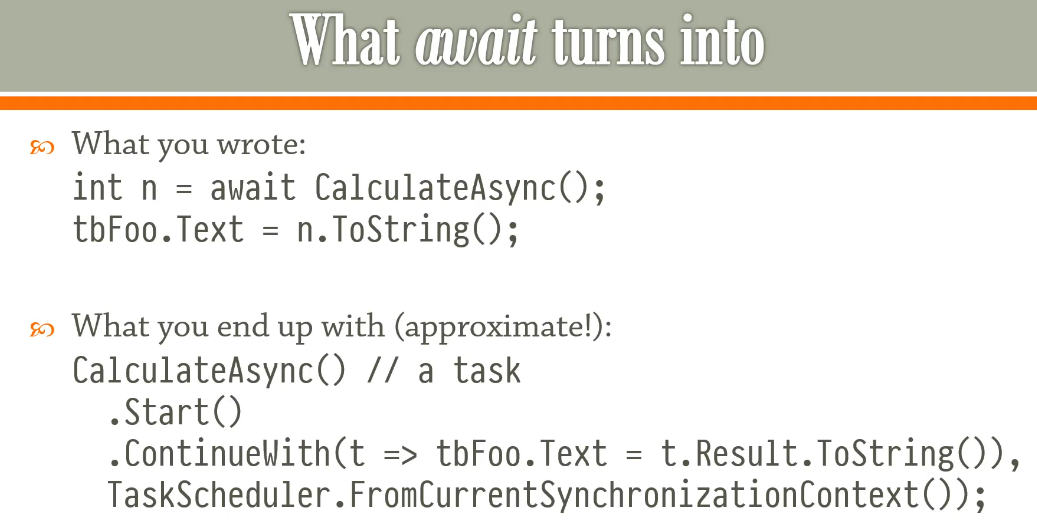 What await turns into
What you wrote:
int n = await CalculateAsync();
tbFoo.Text = n.ToString();
What you end up with (approximate!):
CalculateAsync() // a task
.Start()
.ContinueWith(t => tbFoo.Text = t.Result.ToString()),
TaskScheduler.FromCurrentSynchronizationContext());